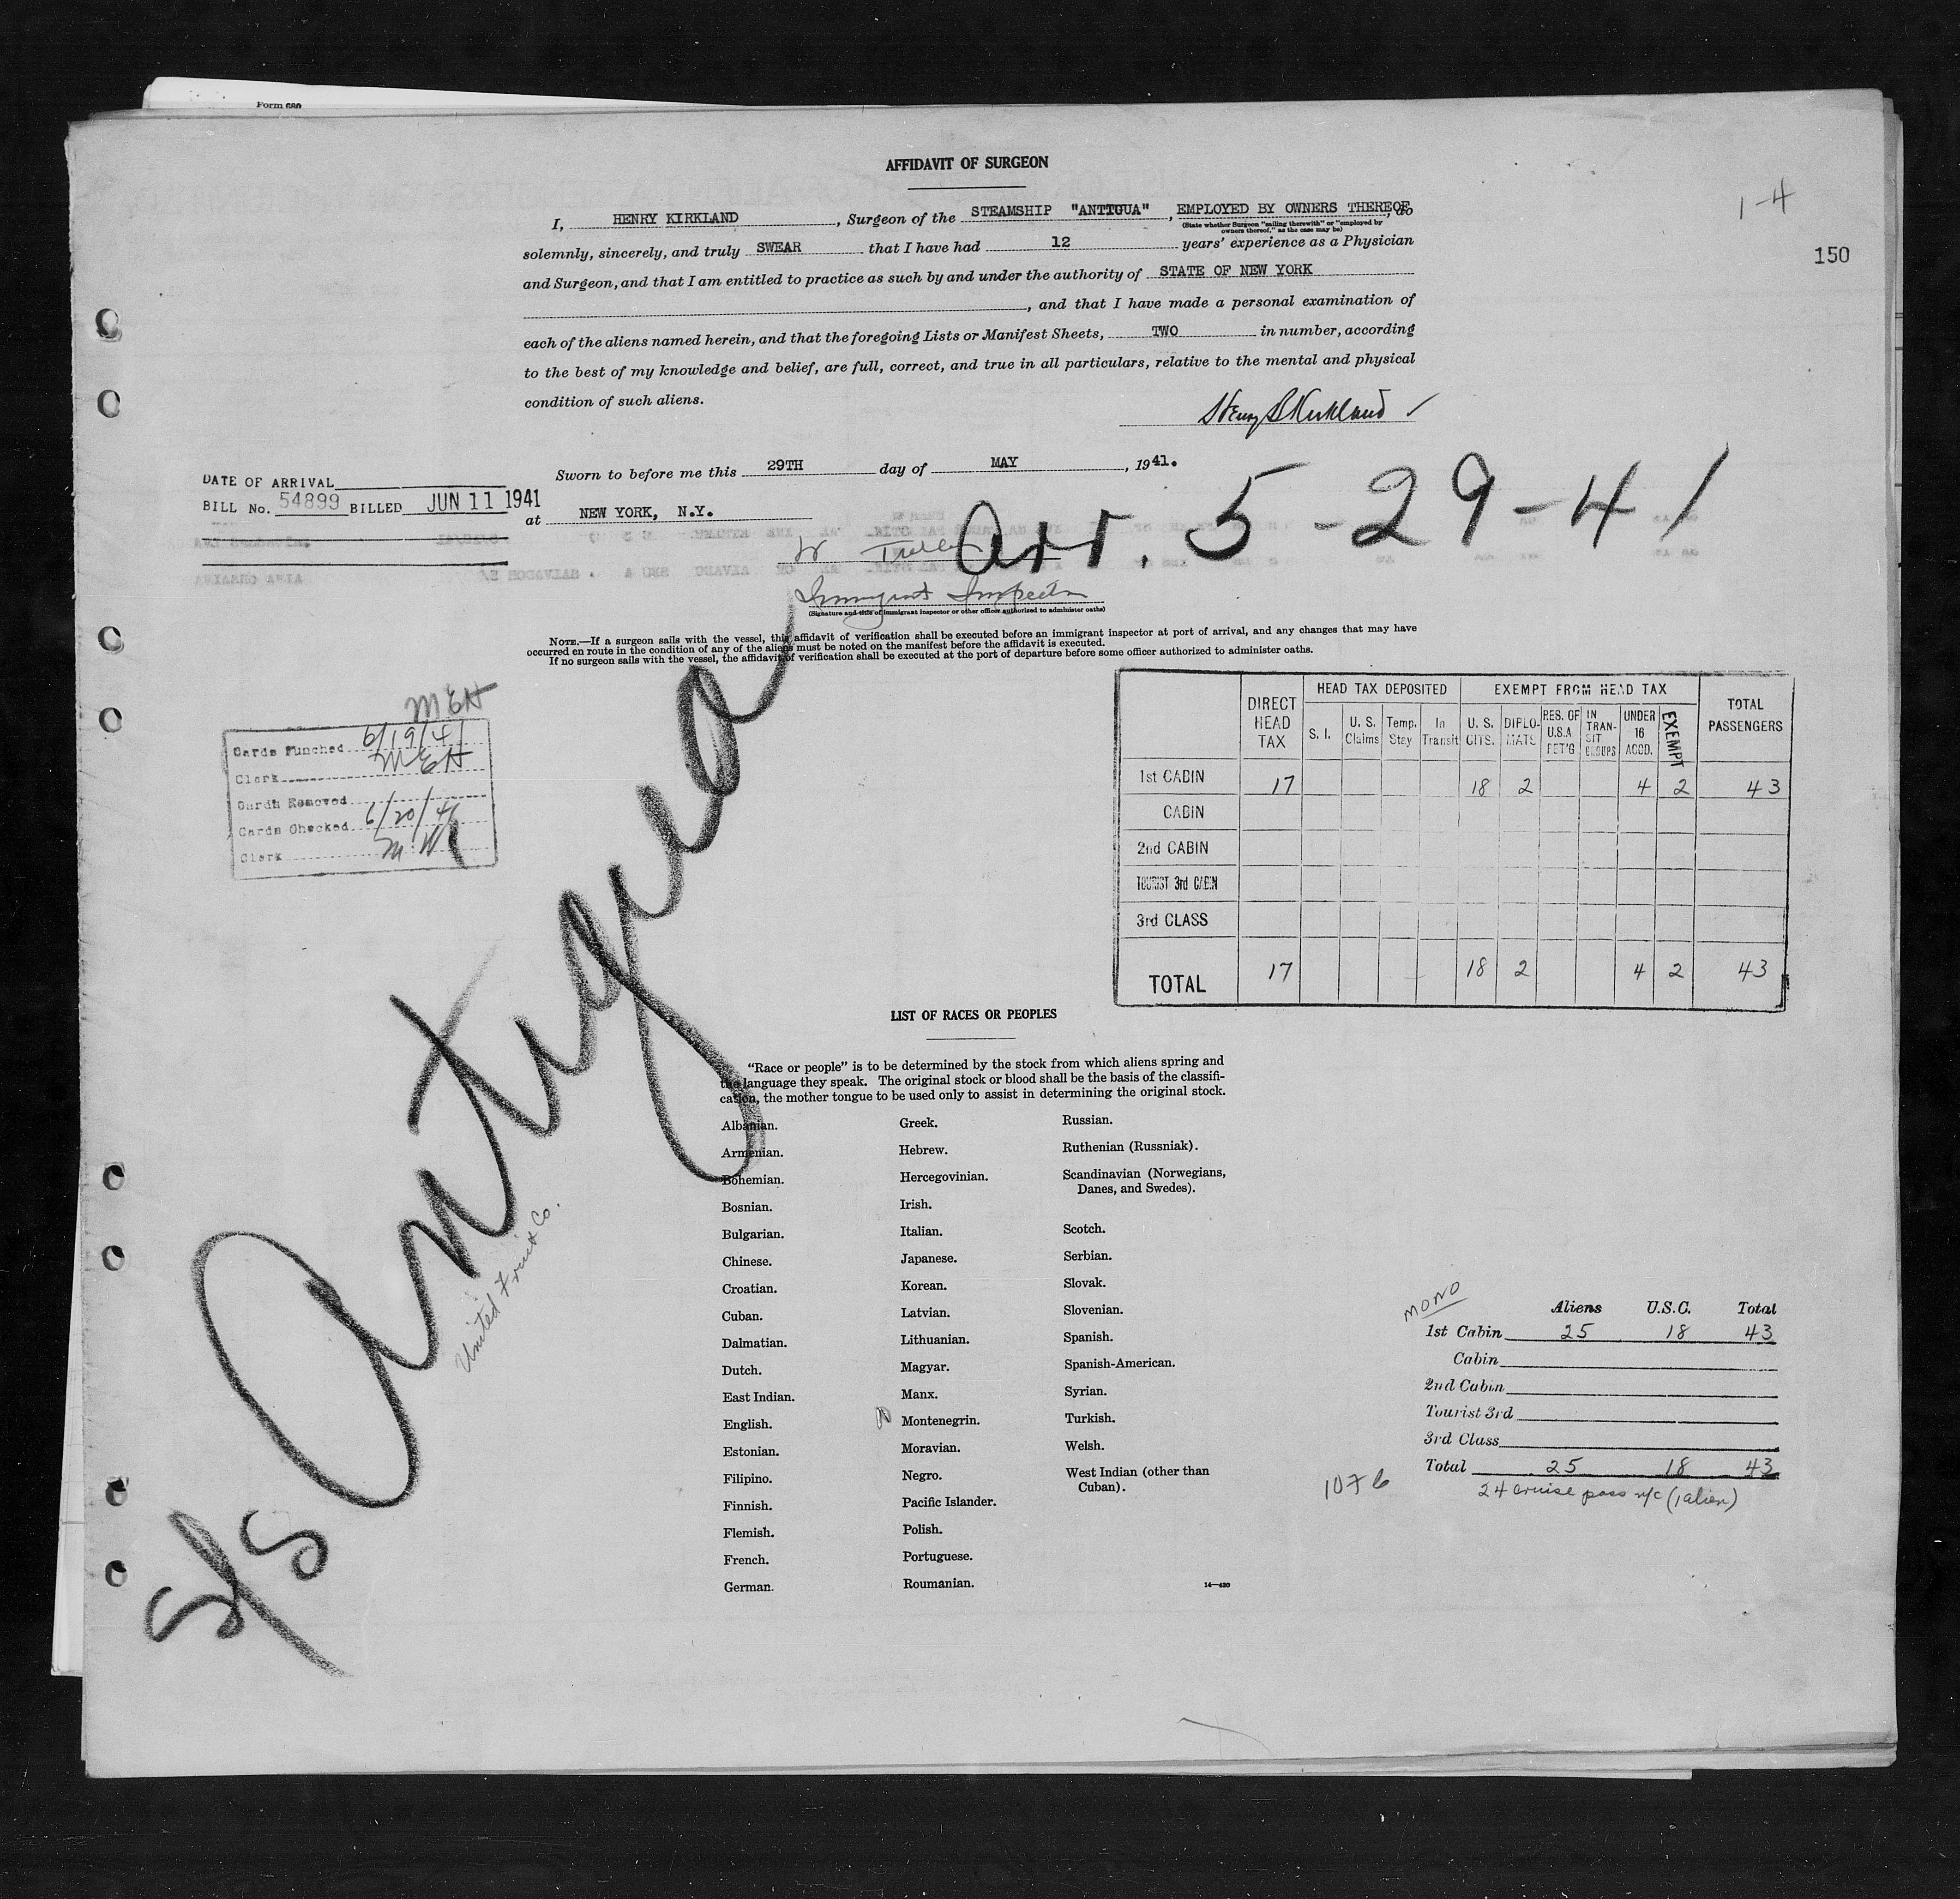 Form 680
AFFIDAVIT OF SURGEON
1-4
150
I, HENRY KIRKLAND, Surgeon of the STEAMSHIP "ANTIGUA", EMPLOYED BY OWNERS THEREOF, do
(State whether Surgeon "sailing therewith" or "employed by
owners thereof," as the case may be)
solemnly, sincerely, and truly SWEAR that I have had 12 years' experience as a Physician
and Surgeon, and that I am entitled to practice as such by and under the authority of STATE OF NEW YORK
, and that I have made a personal examination of
each of the aliens named herein, and that the foregoing Lists or Manifest Sheets, TWO in number, according
to the best of my knowledge and belief, are full, correct, and true in all particulars, relative to the mental and physical
condition of such aliens.
Henry B Kirkland ✓
Sworn to before me this 29TH day of MAY, 1941.
at NEW YORK, N.Y.
DATE OF ARRIVAL
BILL No. 54899 BILLED JUN 11 1941
Arr. 5-29-41
W
Immigrant Inspector
(Signature and title of immigrant inspector or other officer authorized to administer oaths)
NOTE.—If a surgeon sails with the vessel, this affidavit of verification shall be executed before an immigrant inspector at port of arrival, and any changes that may have
occurred en route in the condition of any of the aliens must be noted on the manifest before the affidavit is executed.
If no surgeon sails with the vessel, the affidavit of verification shall be executed at the port of departure before some officer authorized to administer oaths.
MEH
Cards Punched 6/19/41
Clerk MEH
Cards Removed
Cards Checked 6/20/41
Clerk
DIRECT HEAD TAX
HEAD TAX DEPOSITED
EXEMPT FROM HEAD TAX
TOTAL PASSENGERS
S. I.
U. S. Claims
Temp. Stay
In Transit
U. S. CITS.
DIPLO-MATS
RES. OF U.S.A RET'G
IN TRAN-SIT GROUPS
UNDER 16 ACOD.
EXEMPT
1st CABIN 17 18 2 4 2 43
CABIN
2nd CABIN
TOURIST 3rd CABIN
3rd CLASS
TOTAL 17 18 2 4 2 43
S/S Antigua
United Fruit Co.
LIST OF RACES OR PEOPLES
"Race or people" is to be determined by the stock from which aliens spring and
the language they speak. The original stock or blood shall be the basis of the classifi-
cation, the mother tongue to be used only to assist in determining the original stock.
Albanian.
Armenian.
Bohemian.
Bosnian.
Bulgarian.
Chinese.
Croatian.
Cuban.
Dalmatian.
Dutch.
East Indian.
English.
Estonian.
Filipino.
Finnish.
Flemish.
French.
German.
Greek.
Hebrew.
Hercegovinian.
Irish.
Italian.
Japanese.
Korean.
Latvian.
Lithuanian.
Magyar.
Manx.
Montenegrin.
Moravian.
Negro.
Pacific Islander.
Polish.
Portuguese.
Roumanian.
Russian.
Ruthenian (Russniak).
Scandinavian (Norwegians,
Danes, and Swedes).
Scotch.
Serbian.
Slovak.
Slovenian.
Spanish.
Spanish-American.
Syrian.
Turkish.
Welsh.
West Indian (other than
Cuban).
14—430
MONO
Aliens U.S.C. Total
1st Cabin 25 18 43
Cabin
2nd Cabin
Tourist 3rd
3rd Class
Total 25 18 43
24 cruise pass n/c (1 alien)
1076